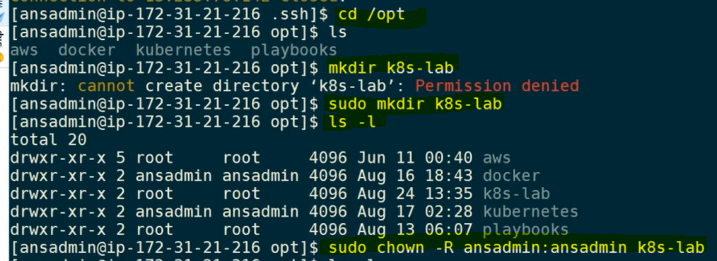 [ansadmin@ip-172-31-21-216 .ssh]$ cd /opt
[ansadmin@ip-172-31-21-216 opt]$ ls
aws  docker  kubernetes  playbooks
[ansadmin@ip-172-31-21-216 opt]$ mkdir k8s-lab
mkdir: cannot create directory ‘k8s-lab’: Permission denied
[ansadmin@ip-172-31-21-216 opt]$ sudo mkdir k8s-lab
[ansadmin@ip-172-31-21-216 opt]$ ls -l
total 20
drwxr-xr-x 5 root     root     4096 Jun 11 00:40 aws
drwxr-xr-x 2 ansadmin ansadmin 4096 Aug 16 18:43 docker
drwxr-xr-x 2 root     root     4096 Aug 24 13:35 k8s-lab
drwxr-xr-x 2 ansadmin ansadmin 4096 Aug 17 02:28 kubernetes
drwxr-xr-x 2 root     root     4096 Aug 13 06:07 playbooks
[ansadmin@ip-172-31-21-216 opt]$ sudo chown -R ansadmin:ansadmin k8s-lab